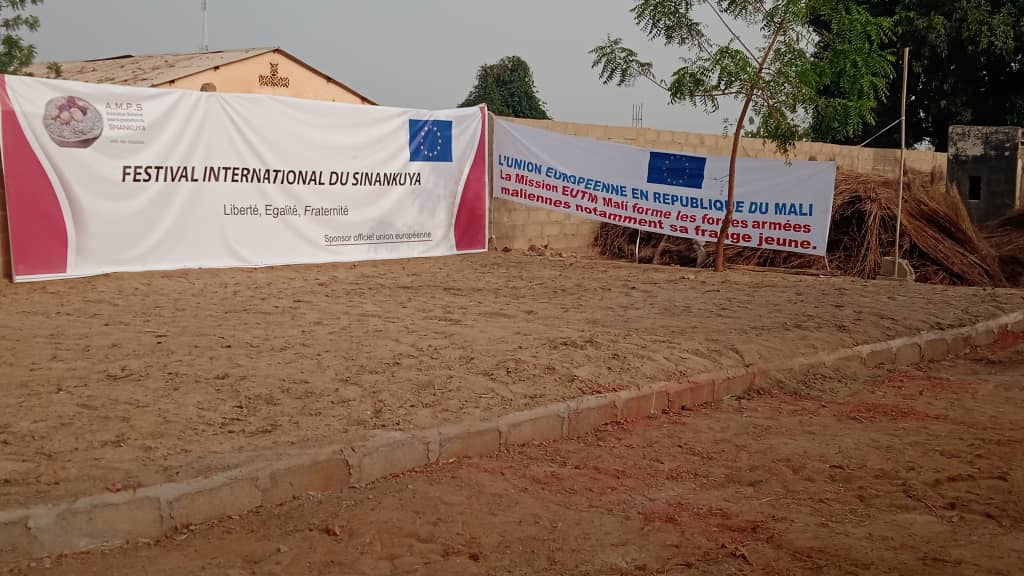 A.M.P.S
SINANKUYA
FESTIVAL INTERNATIONAL DU SINANKUYA
Liberté, Egalité, Fraternité
Sponsor officiel union européenne
L'UNION EUROPEENNE EN REPUBLIQUE DU MALI
La Mission EUTM Mali forme les forces armées
maliennes notamment sa frange jeune.